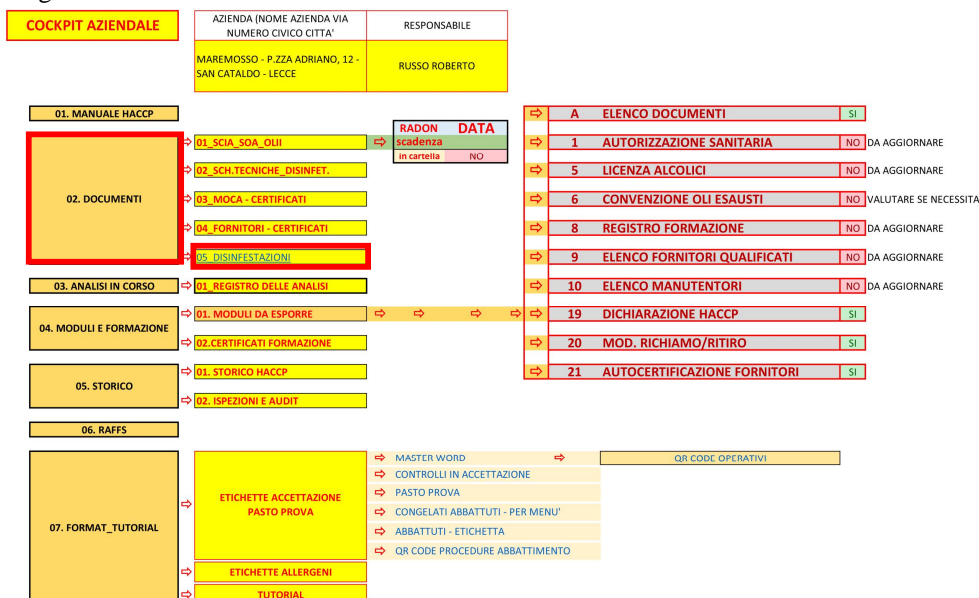 COCKPIT AZIENDALE
AZIENDA (NOME AZIENDA VIA
NUMERO CIVICO CITTA'
RESPONSABILE
MAREMOSSO - P.ZZA ADRIANO, 12 -
SAN CATALDO - LECCE
RUSSO ROBERTO
01. MANUALE HACCP
A ELENCO DOCUMENTI SI
RADON DATA
scadenza
in cartella NO
02. DOCUMENTI
01_SCIA_SOA_OLII
1 AUTORIZZAZIONE SANITARIA NO DA AGGIORNARE
02_SCH.TECNICHE_DISINFET.
5 LICENZA ALCOLICI NO DA AGGIORNARE
03_MOCA - CERTIFICATI
6 CONVENZIONE OLI ESAUSTI NO VALUTARE SE NECESSITA
04_FORNITORI - CERTIFICATI
8 REGISTRO FORMAZIONE NO DA AGGIORNARE
05_DISINFESTAZIONI
9 ELENCO FORNITORI QUALIFICATI NO DA AGGIORNARE
03. ANALISI IN CORSO
01_REGISTRO DELLE ANALISI
10 ELENCO MANUTENTORI NO DA AGGIORNARE
04. MODULI E FORMAZIONE
01. MODULI DA ESPORRE
19 DICHIARAZIONE HACCP SI
02.CERTIFICATI FORMAZIONE
20 MOD. RICHIAMO/RITIRO SI
05. STORICO
01. STORICO HACCP
21 AUTOCERTIFICAZIONE FORNITORI SI
02. ISPEZIONI E AUDIT
06. RAFFS
07. FORMAT_TUTORIAL
ETICHETTE ACCETTAZIONE
PASTO PROVA
MASTER WORD
QR CODE OPERATIVI
CONTROLLI IN ACCETTAZIONE
PASTO PROVA
CONGELATI ABBATTUTI - PER MENU'
ABBATTUTI - ETICHETTA
QR CODE PROCEDURE ABBATTIMENTO
ETICHETTE ALLERGENI
TUTORIAL